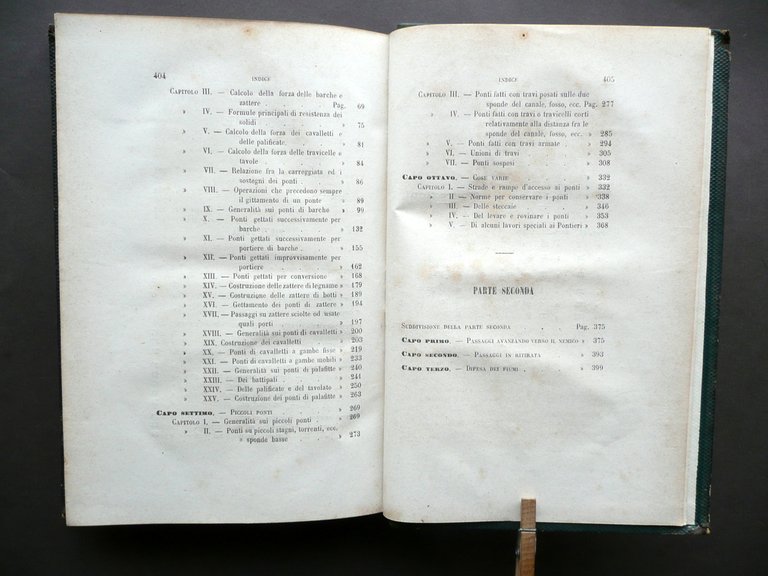 404
INDICE
CAPITOLO III. — Calcolo della forza delle barche e
zattere . . . Pag. 69
» IV. — Formule principali di resistenza dei
solidi . . . » 75
» V. — Calcolo della forza dei cavalletti e
delle palificate. . . » 81
» VI. — Calcolo della forza delle travicelle e
tavole . . . » 84
» VII. — Relazione fra la carreggiata ed i
sostegni dei ponti . . » 86
» VIII. — Operazioni che precedono sempre
il gittamento di un ponte » 89
» IX. — Generalità sui ponti di barche » 99
» X. — Ponti gettati successivamente per
barche . . . » 132
» XI. — Ponti gettati successivamente per
portiere di barche . . » 155
» XII. — Ponti gettati improvvisamente per
portiere . . . » 162
» XIII. — Ponti gettati per conversione » 168
» XIV. — Costruzione delle zattere di legname » 179
» XV. — Costruzione delle zattere di botti » 189
» XVI. — Gettamento dei ponti di zattere » 194
» XVII. — Passaggi su zattere sciolte od usate
quali porti . . » 197
» XVIII. — Generalità sui ponti di cavalletti » 200
» XIX. Costruzione dei cavalletti . » 203
» XX. — Ponti di cavalletti a gambe fisse » 219
» XXI. — Ponti di cavalletti a gambe mobili » 233
» XXII. — Generalità sui ponti di palafitte » 240
» XXIII. — Dei battipali . . » 244
» XXIV. — Delle palificate e del tavolato . » 250
» XXV. — Costruzione dei ponti di palafitte » 263
CAPO SETTIMO. — PICCOLI PONTI . . » 269
CAPITOLO I. — Generalità sui piccoli ponti . » 269
» II. — Ponti su piccoli stagni, torrenti, ecc.
» sponde basse . . » 273
INDICE
405
CAPITOLO III. — Ponti fatti con travi posati sulle due
sponde del canale, fosso, ecc. Pag. 277
» IV. — Ponti fatti con travi o travicelli corti
relativamente alla distanza fra le
sponde del canale, fosso, ecc. » 285
» V. — Ponti fatti con travi armate . » 294
» VI. — Unioni di travi . . » 305
» VII. — Ponti sospesi . . » 313
CAPO OTTAVO. — COSE VARIE . . » 332
CAPITOLO I. — Strade e rampe d'accesso ai ponti » 332
» II — Norme per conservare i ponti » 338
» III. — Delle steccaie . . » 346
» IV. — Del levare e rovinare i ponti . » 353
» V. — Di alcuni lavori speciali ai Pontieri » 368
PARTE SECONDA
SUDDIVISIONE DELLA PARTE SECONDA . . Pag. 375
CAPO PRIMO. — PASSAGGI AVANZANDO VERSO IL NEMICO » 375
CAPO SECONDO. — PASSAGGI IN RITIRATA . » 393
CAPO TERZO. — DIFESA DEI FIUMI . . » 399